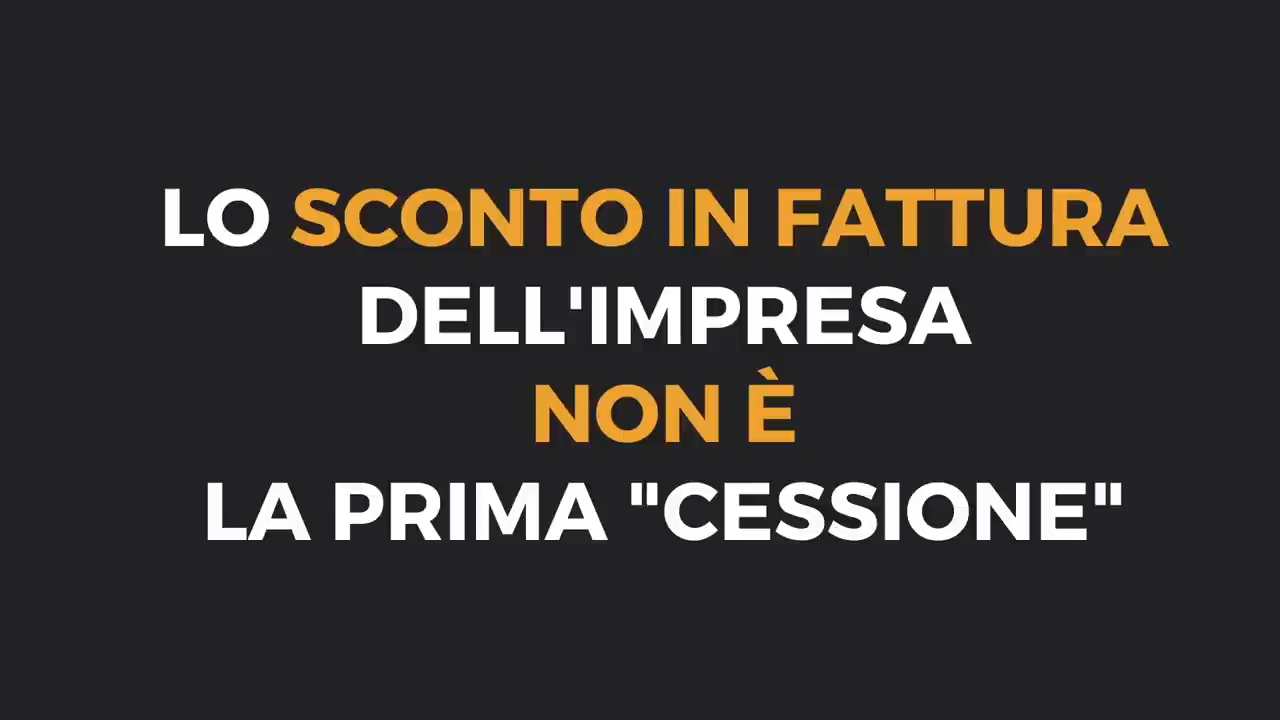 LO SCONTO IN FATTURA
DELL'IMPRESA
NON È
LA PRIMA "CESSIONE"